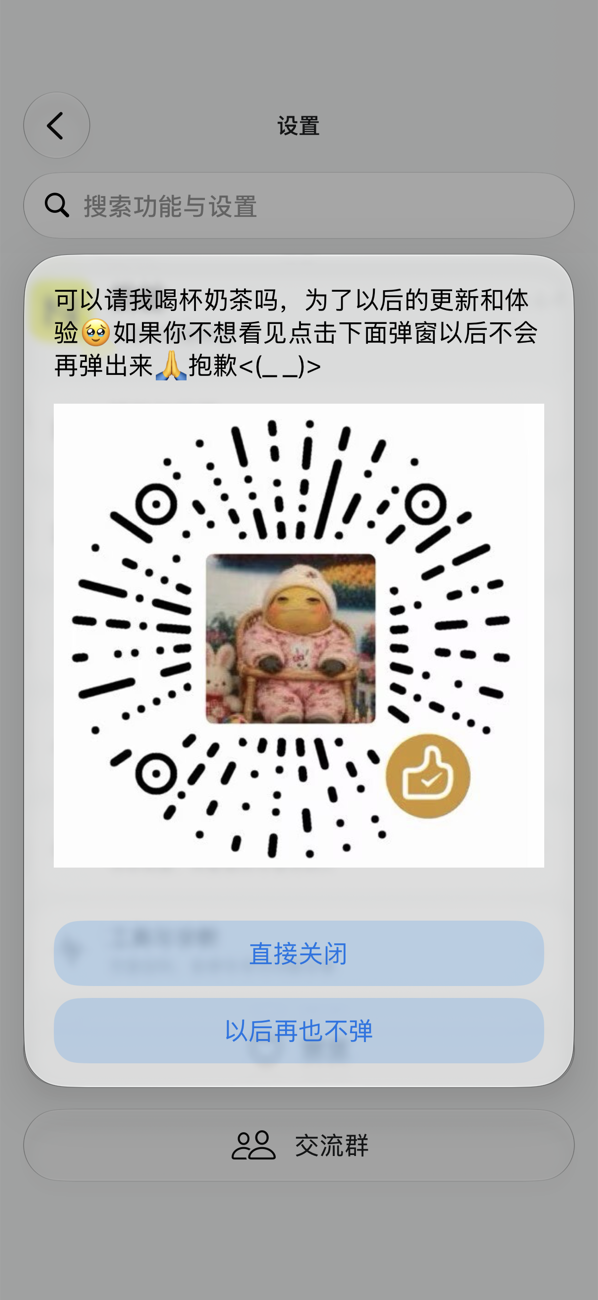 设置
搜索功能与设置
可以请我喝杯奶茶吗，为了以后的更新和体
验🥹如果你不想看见点击下面弹窗以后不会
再弹出来🙏抱歉<(_ _)>
直接关闭
以后再也不弹
交流群